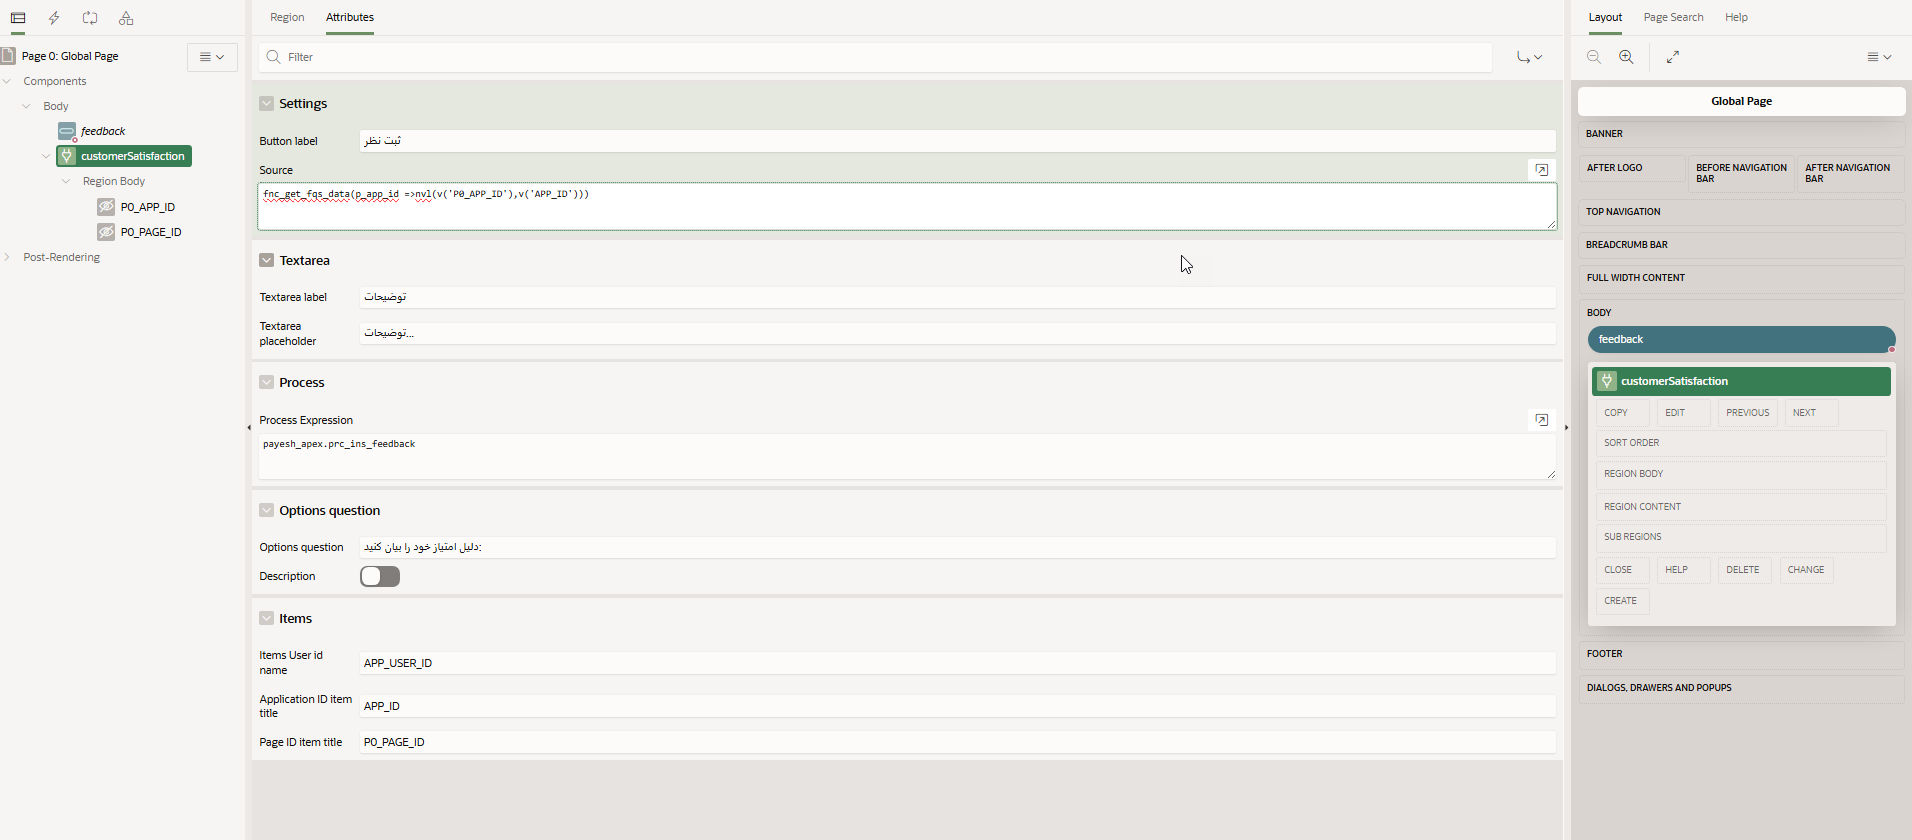 Page 0: Global Page
Components
Body
feedback
customerSatisfaction
Region Body
P0_APP_ID
P0_PAGE_ID
Post-Rendering
Region
Attributes
Filter
Settings
Button label
ثبت نظر
Source
fnc_get_fqs_data(p_app_id =>nvl(v('P0_APP_ID'),v('APP_ID')))
Textarea
Textarea label
توضیحات
Textarea placeholder
توضیحات...
Process
Process Expression
payesh_apex.prc_ins_feedback
Options question
Options question
دلیل امتیاز خود را بیان کنید:
Description
Items
Items User id name
APP_USER_ID
Application ID item title
APP_ID
Page ID item title
P0_PAGE_ID
Layout
Page Search
Help
Global Page
BANNER
AFTER LOGO
BEFORE NAVIGATION BAR
AFTER NAVIGATION BAR
TOP NAVIGATION
BREADCRUMB BAR
FULL WIDTH CONTENT
BODY
feedback
customerSatisfaction
COPY
EDIT
PREVIOUS
NEXT
SORT ORDER
REGION BODY
REGION CONTENT
SUB REGIONS
CLOSE
HELP
DELETE
CHANGE
CREATE
FOOTER
DIALOGS, DRAWERS AND POPUPS